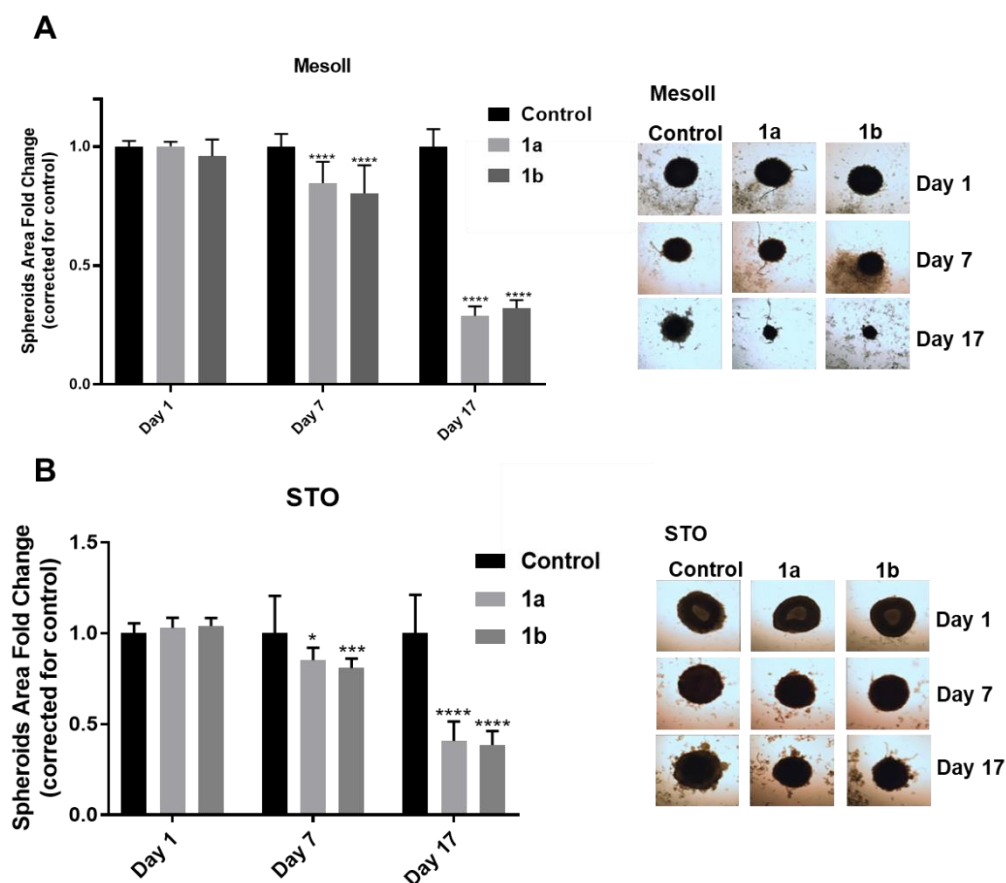 A
Mesoll
Spheroids Area Fold Change
(corrected for control)
1.0
0.5
0.0
**** ****
**** ****
Day 1
Day 7
Day 17
Control
1a
1b
Mesoll
Control 1a 1b
Day 1
Day 7
Day 17
B
STO
Spheroids Area Fold Change
(corrected for control)
1.5
1.0
0.5
0.0
* ***
**** ****
Day 1
Day 7
Day 17
Control
1a
1b
STO
Control 1a 1b
Day 1
Day 7
Day 17